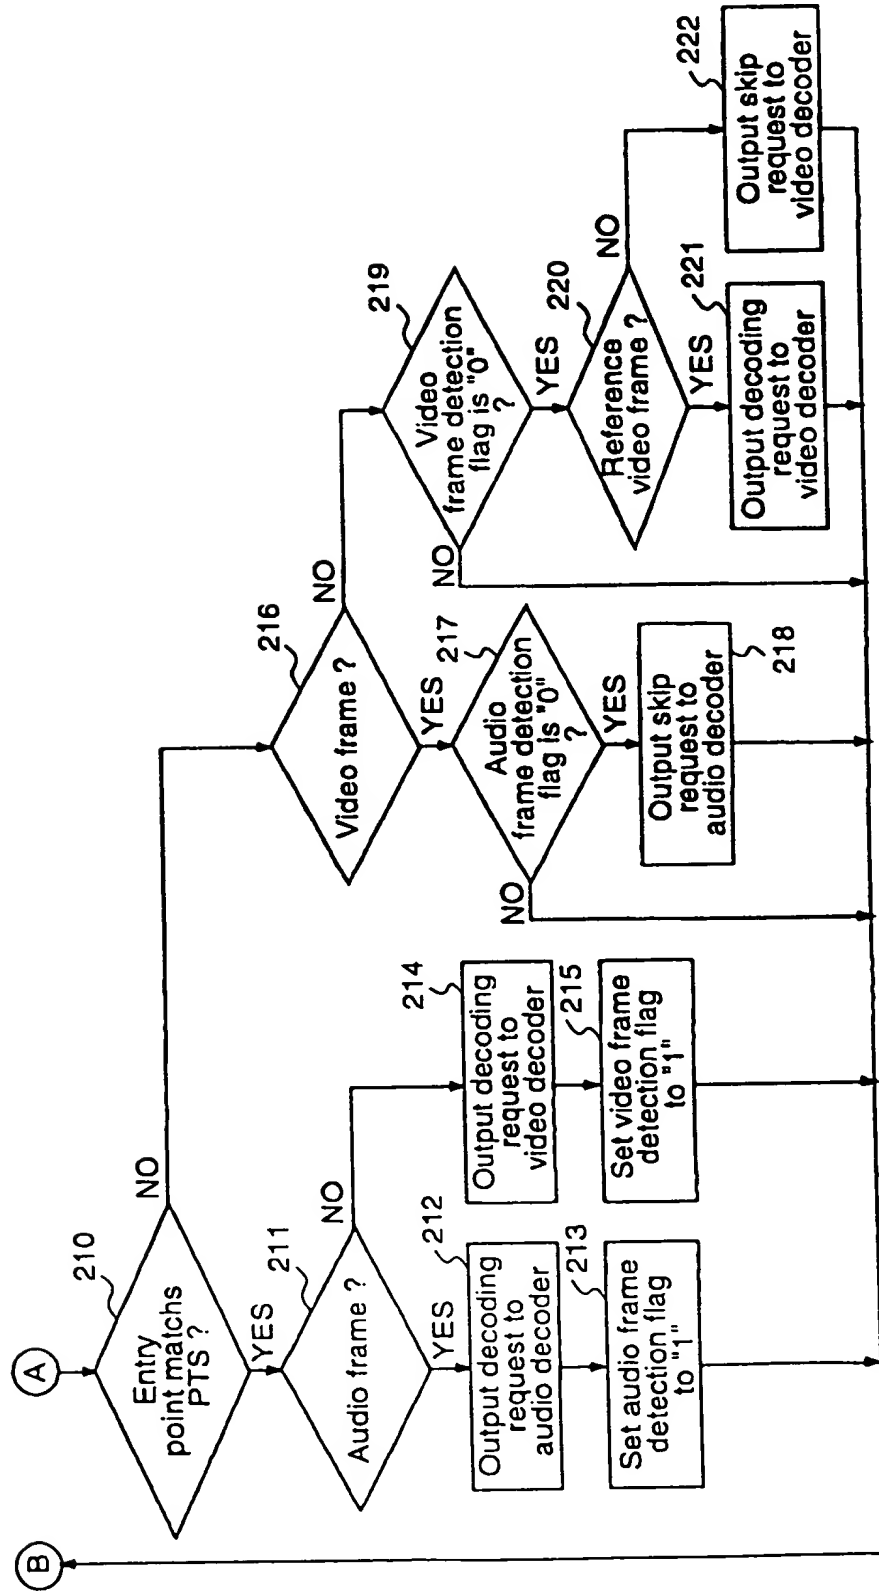 A
B
210
Entry
point matchs
PTS ?
NO
YES
211
Audio frame ?
NO
YES
212
Output decoding
request to
audio decoder
213
Set audio frame
detection flag
to "1"
214
Output decoding
request to
video decoder
215
Set video frame
detection flag
to "1"
216
Video frame ?
NO
YES
217
Audio
frame detection
flag is "0"
?
NO
YES
Output skip
request to
audio decoder
218
219
Video
frame detection
flag is "0"
?
NO
YES
220
Reference
video frame ?
NO
YES
221
Output decoding
request to
video decoder
222
Output skip
request to
video decoder